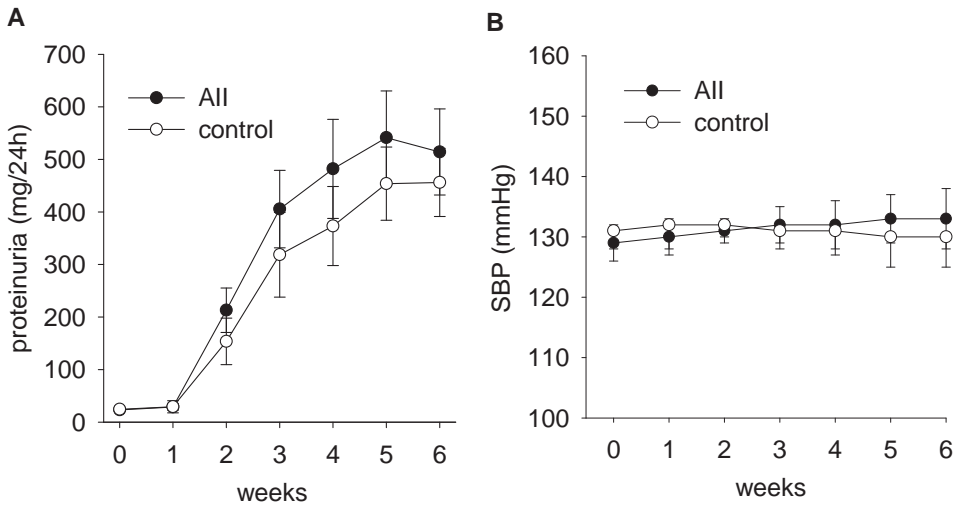 A
proteinuria (mg/24h)
700
600
500
400
300
200
100
0
AII
control
0 1 2 3 4 5 6
weeks
B
SBP (mmHg)
160
150
140
130
120
110
100
AII
control
0 1 2 3 4 5 6
weeks